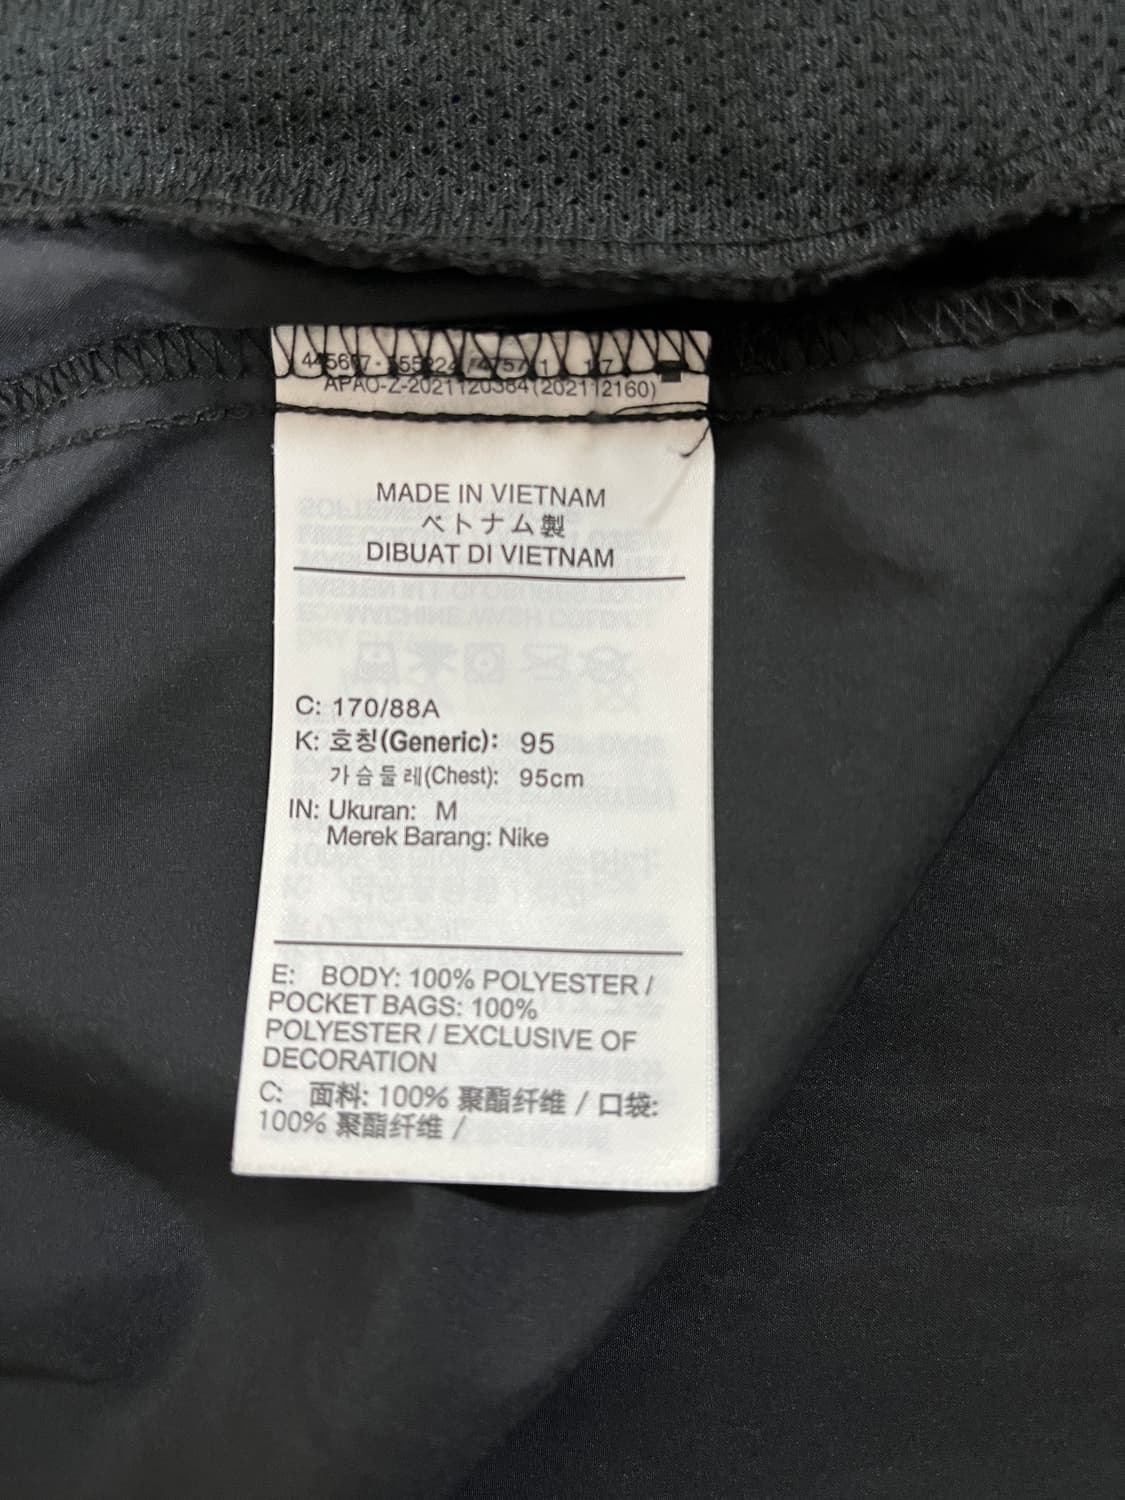 APAO-Z-2021120384(202112160)
MADE IN VIETNAM
ベトナム製
DIBUAT DI VIETNAM
C: 170/88A
K: 호칭(Generic): 95
가슴둘레(Chest): 95cm
IN: Ukuran: M
Merek Barang: Nike
E: BODY: 100% POLYESTER /
POCKET BAGS: 100%
POLYESTER / EXCLUSIVE OF
DECORATION
C: 面料: 100% 聚酯纤维 / 口袋:
100% 聚酯纤维 /